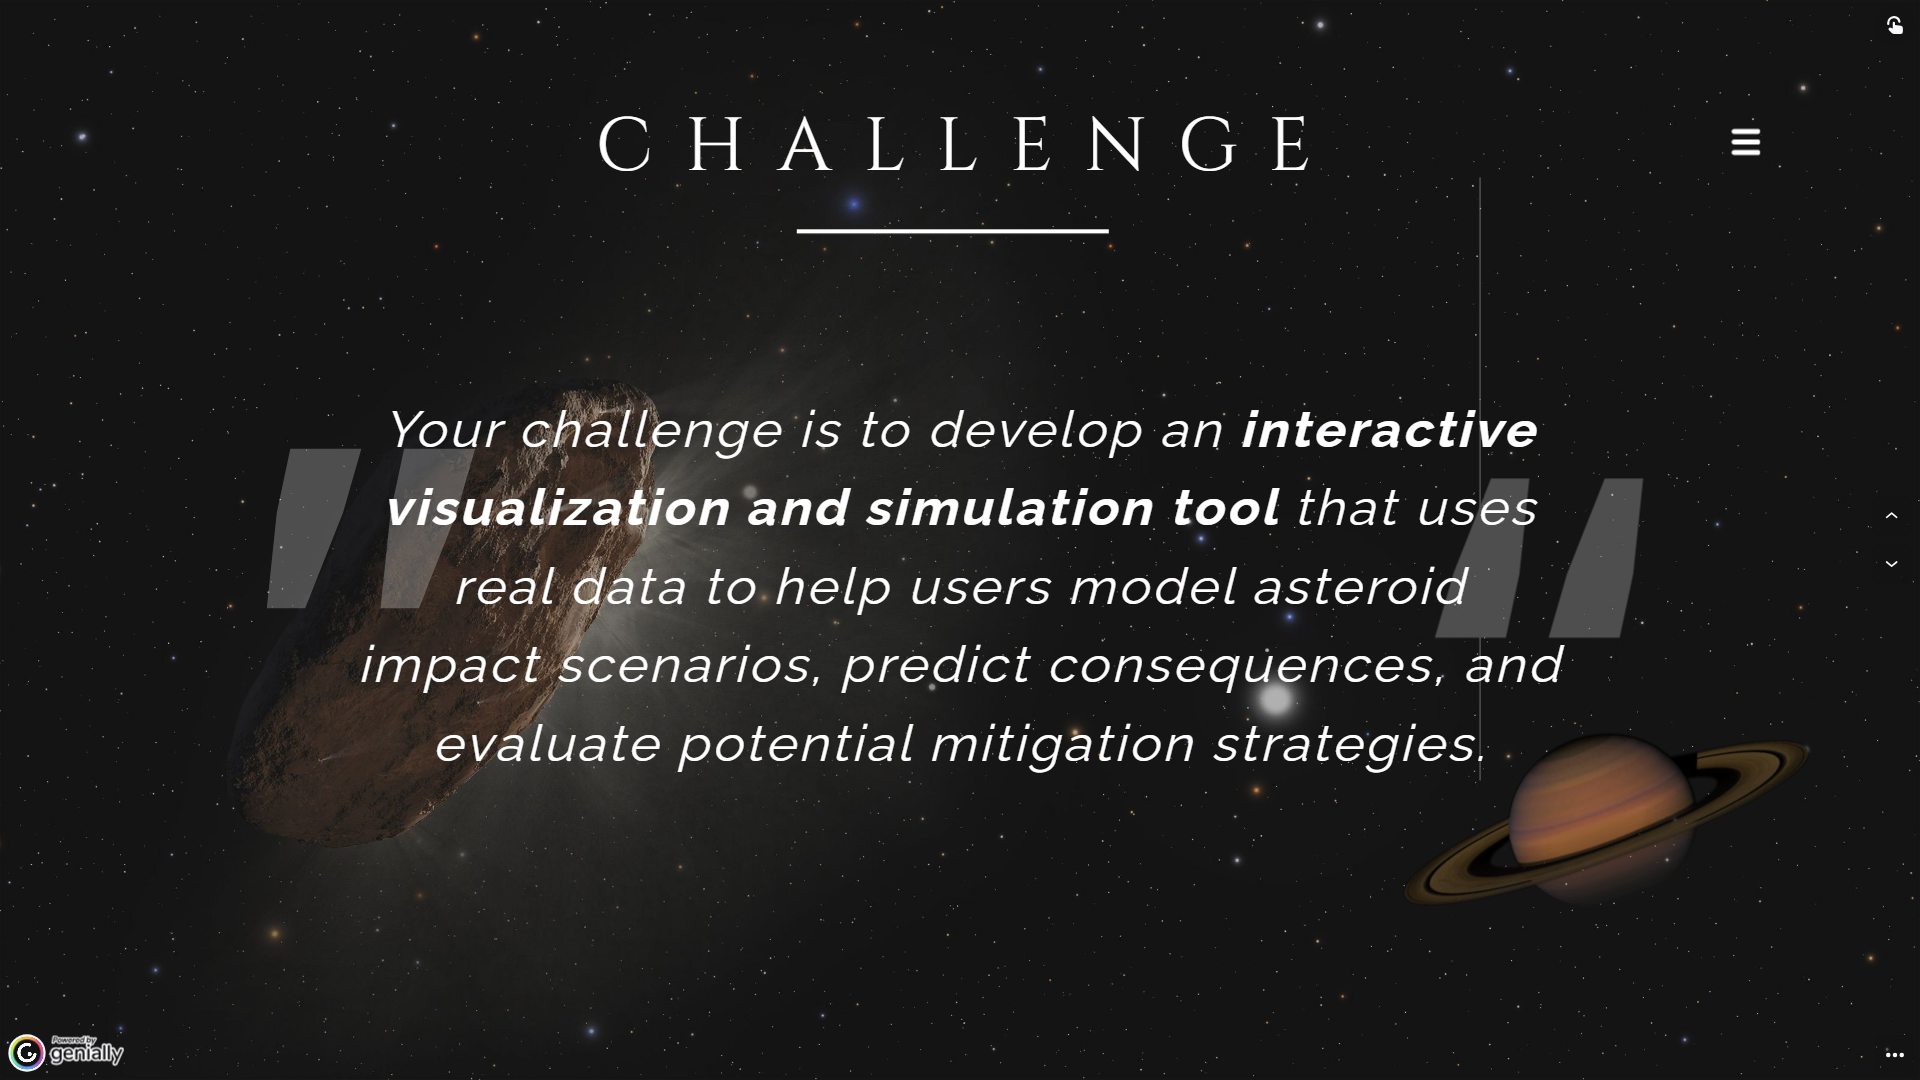 CHALLENGE
Your challenge is to develop an interactive
visualization and simulation tool that uses
real data to help users model asteroid
impact scenarios, predict consequences, and
evaluate potential mitigation strategies.
Powered by
genially